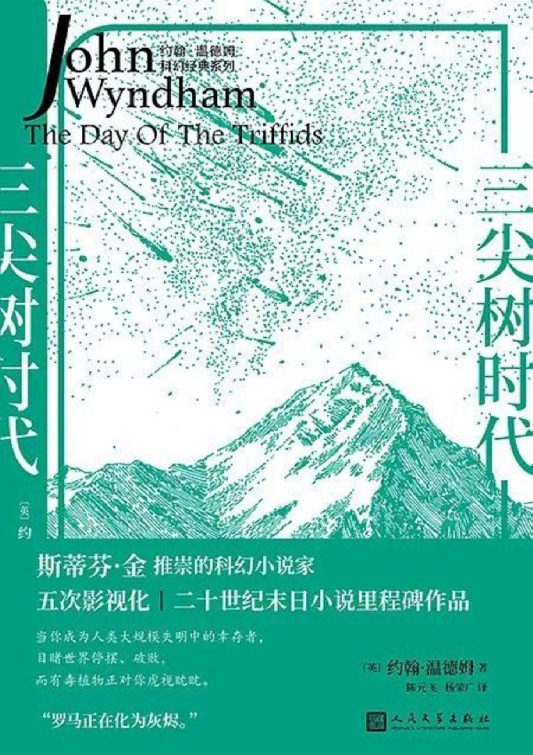 John
Wyndham
约翰·温德姆
科幻经典系列
The Day Of The Triffids
三尖树时代
三尖树时代
[英]约
斯蒂芬·金 推崇的科幻小说家
五次影视化｜二十世纪末日小说里程碑作品
当你成为人类大规模失明中的幸存者，
目睹世界停摆、破败，
而有毒植物正对你虎视眈眈。
“罗马正在化为灰烬。”
[英] 约翰·温德姆 著
陈元飞 杨荣广 译
人民文学出版社